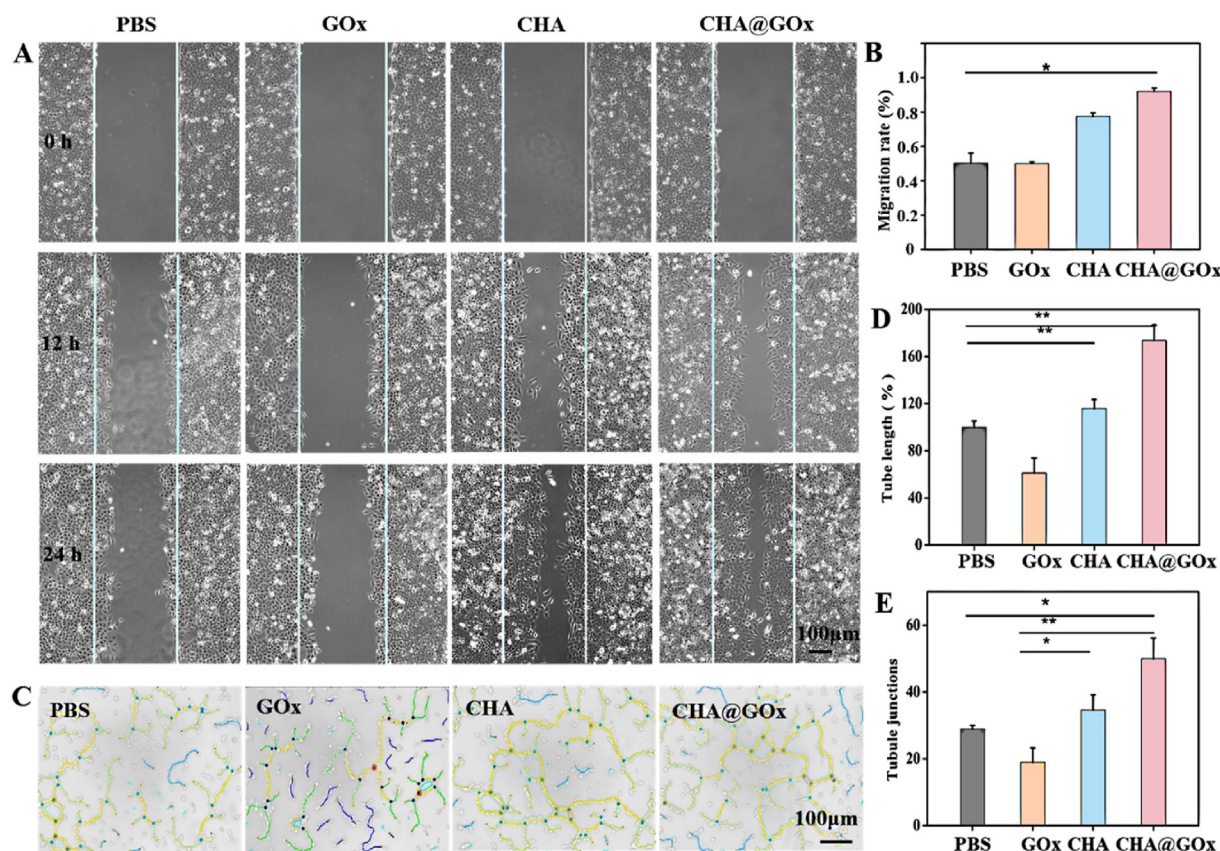 PBS GOx CHA CHA@GOx
A
0 h
12 h
24 h
100μm
B
Migration rate (%)
1.0
0.8
0.6
0.4
0.2
0
*
PBS GOx CHA CHA@GOx
C
PBS
GOx
CHA
CHA@GOx
100μm
D
Tube length ( % )
200
160
120
80
40
0
**
**
PBS GOx CHA CHA@GOx
E
Tubule junctions
60
40
20
0
*
**
*
PBS GOx CHA CHA@GOx